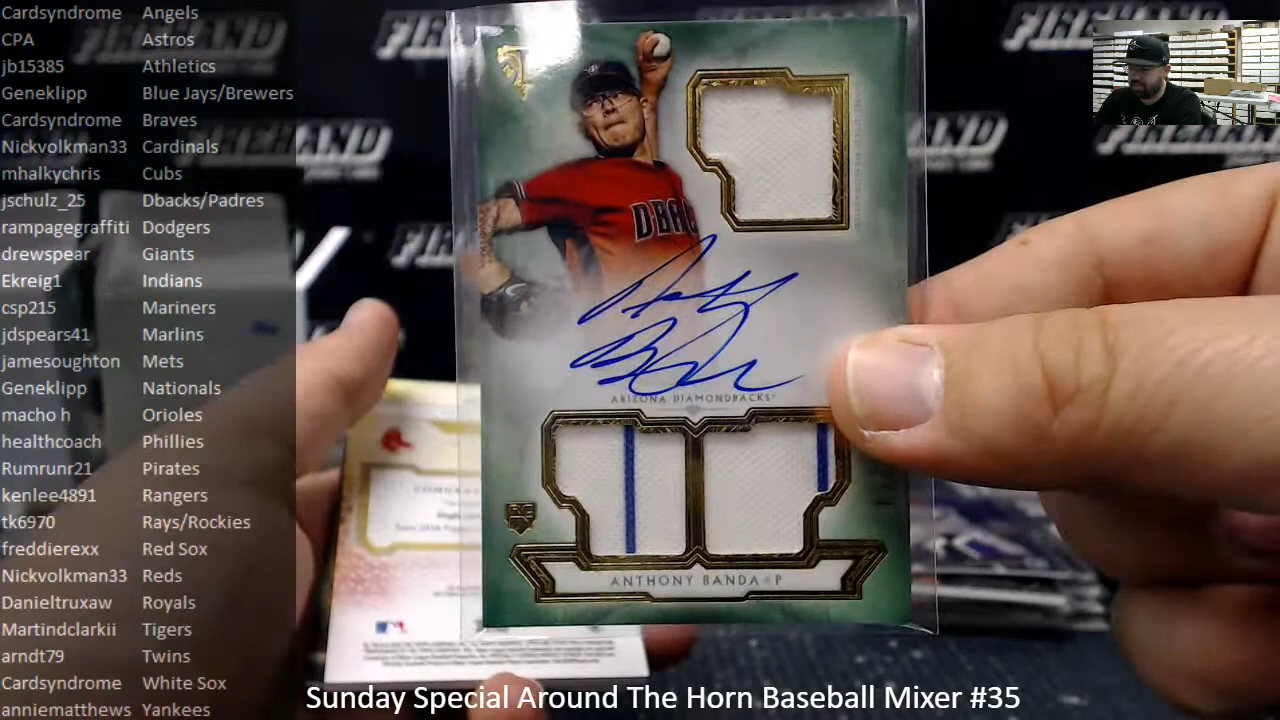 Cardsyndrome Angels
CPA Astros
jb15385 Athletics
Geneklipp Blue Jays/Brewers
Cardsyndrome Braves
Nickvolkman33 Cardinals
mhalkychris Cubs
jschulz_25 Dbacks/Padres
rampagegraffiti Dodgers
drewspear Giants
Ekreig1 Indians
csp215 Mariners
jdspears41 Marlins
jamesoughton Mets
Geneklipp Nationals
macho h Orioles
healthcoach Phillies
Rumrunr21 Pirates
kenlee4891 Rangers
tk6970 Rays/Rockies
freddierexx Red Sox
Nickvolkman33 Reds
Danieltruxaw Royals
Martindclarkii Tigers
arndt79 Twins
Cardsyndrome White Sox
anniematthews Yankees
FIREHAND
DBAC
ARIZONA DIAMONDBACKS
RC
ANTHONY BANDA • P
Sunday Special Around The Horn Baseball Mixer #35